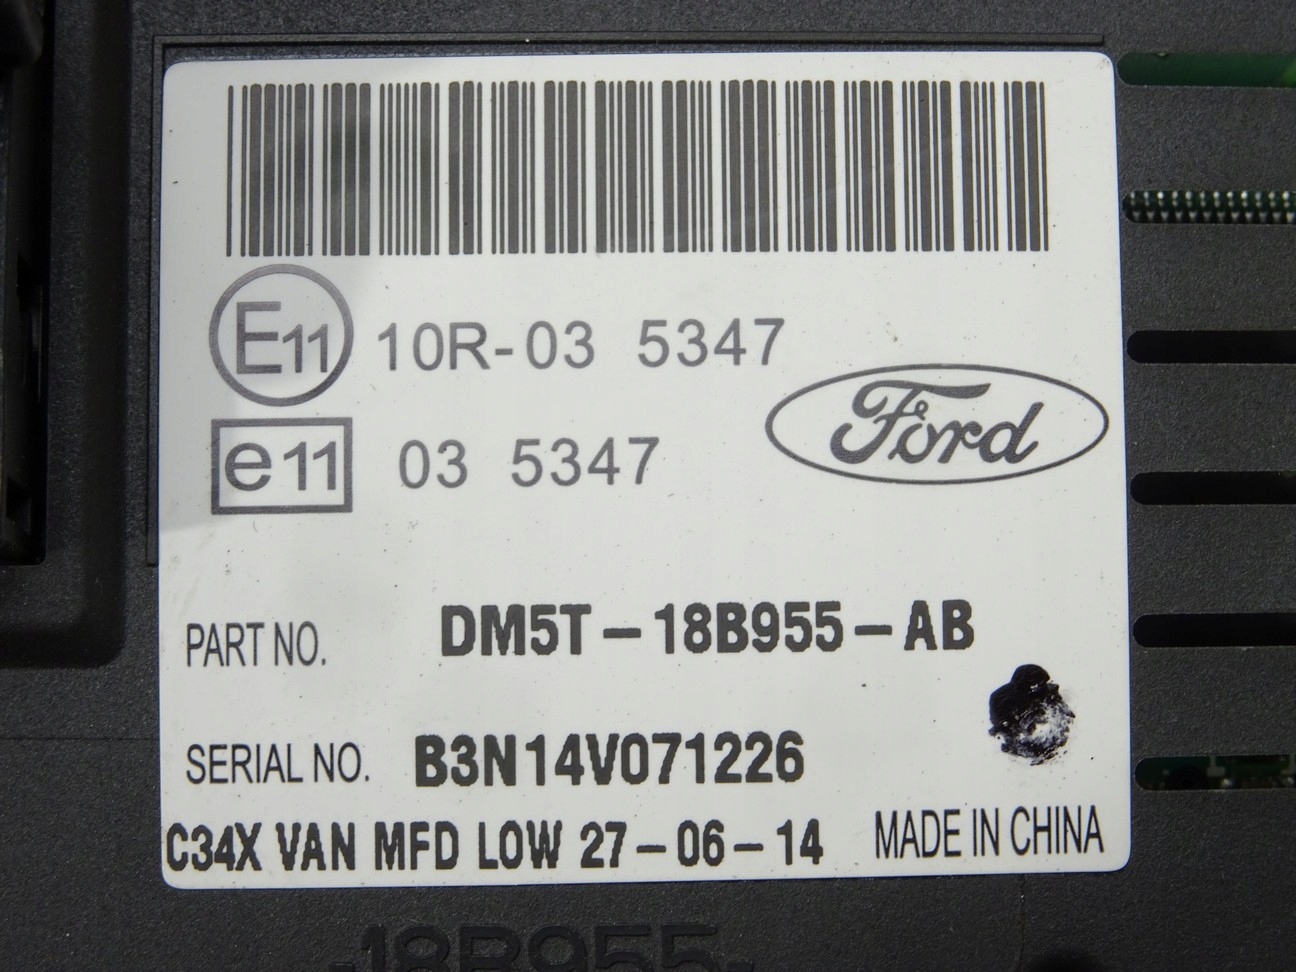 E11 10R-03 5347
Ford
e11 03 5347
PART NO. DM5T-18B955-AB
SERIAL NO. B3N14V071226
C34X VAN MFD LOW 27-06-14 MADE IN CHINA
-18B955-